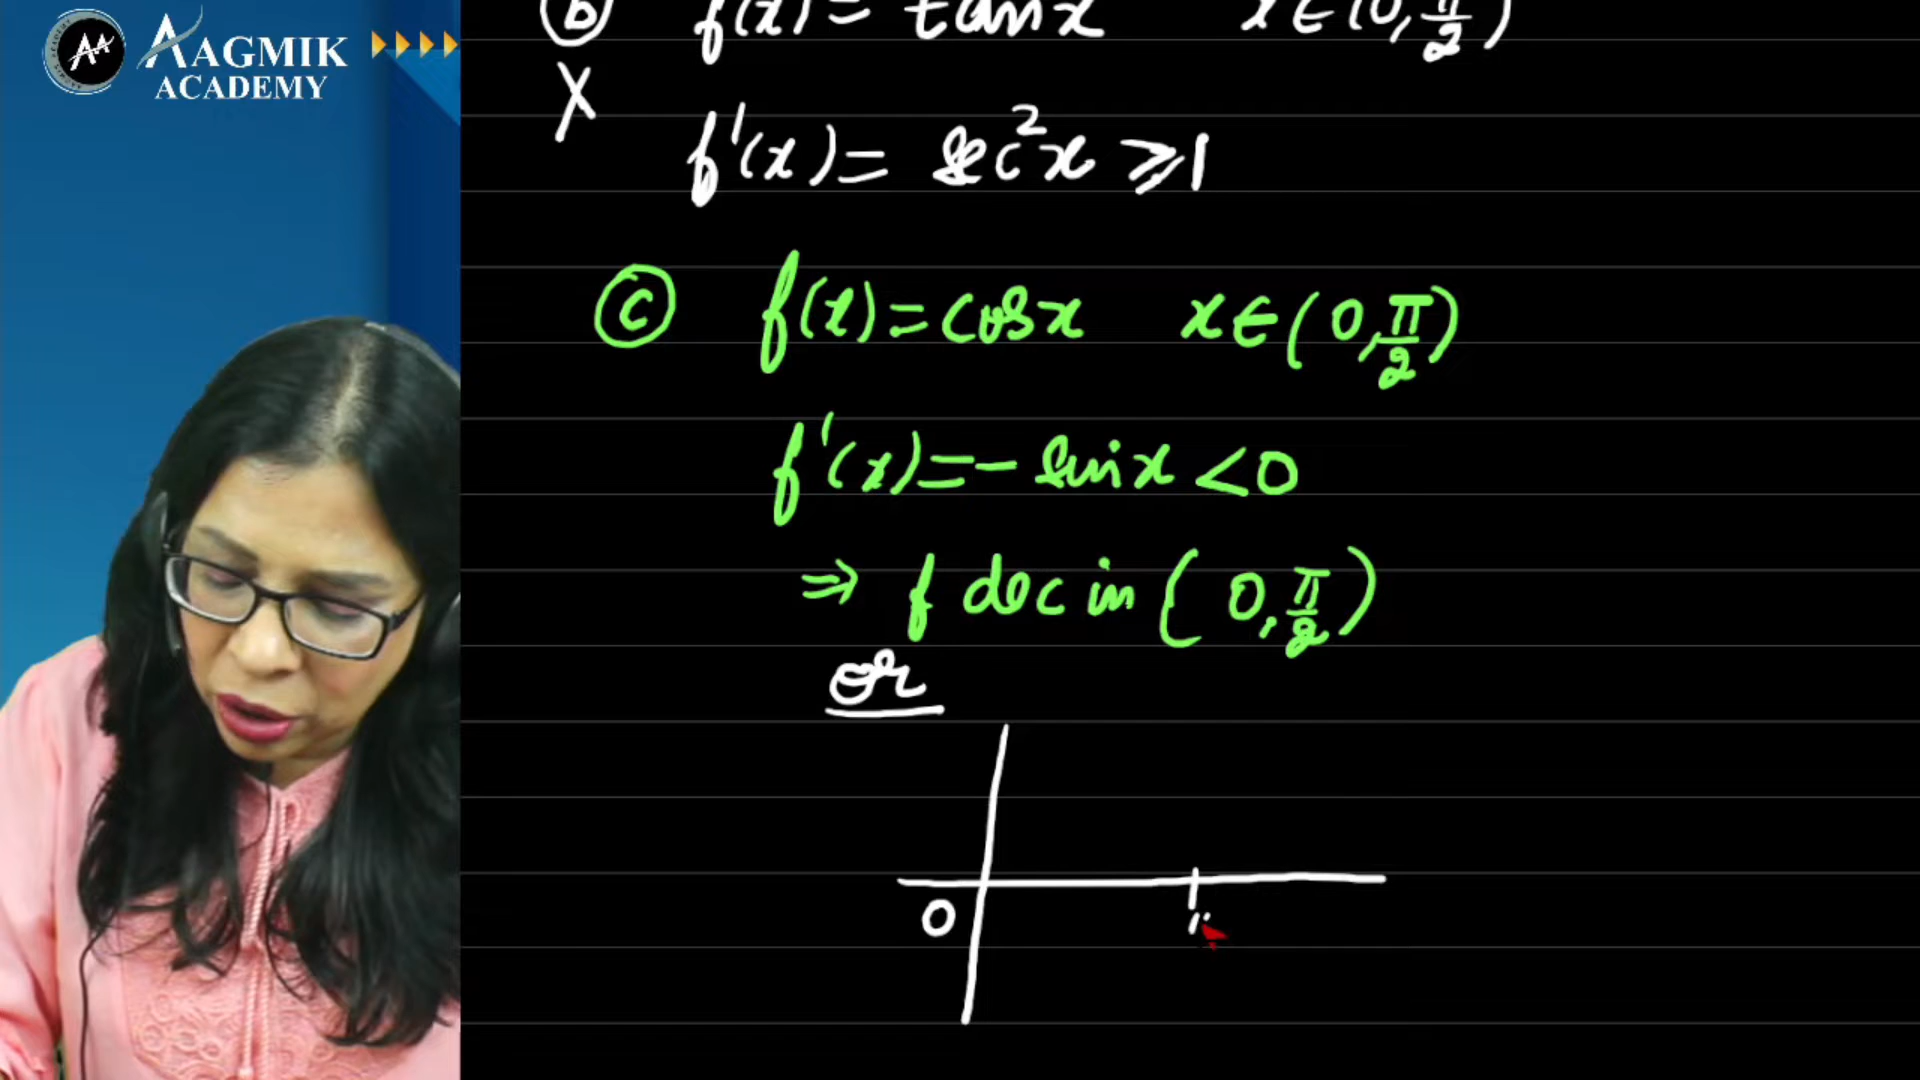 AAGMIK
ACADEMY
(b) f(x) = tan x x ∈ (0, π/2)
X
f'(x) = sec²x ⩾ 1
(c) f(x) = cos x x ∈ (0, π/2)
f'(x) = - sin x < 0
⇒ f dec in (0, π/2)
or
0